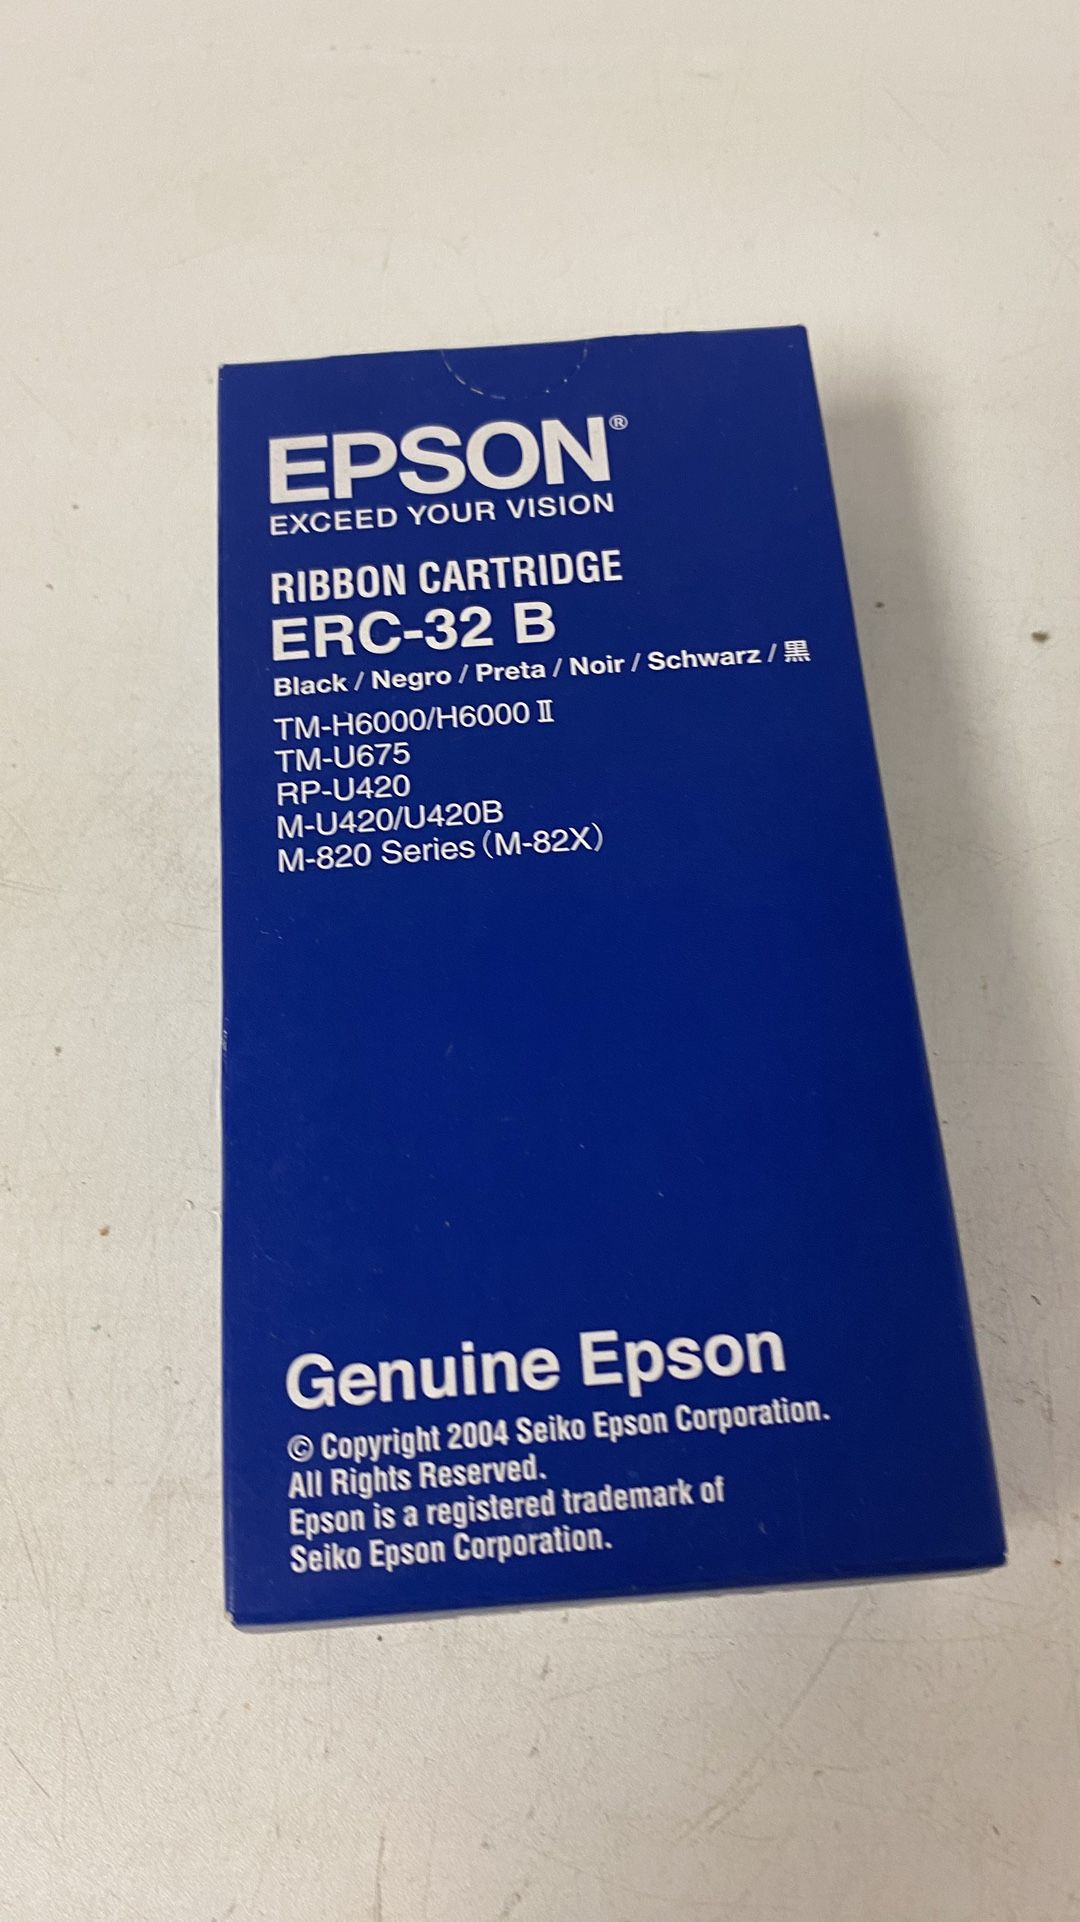 EPSON®
EXCEED YOUR VISION
RIBBON CARTRIDGE
ERC-32 B
Black / Negro / Preta / Noir / Schwarz / 黒
TM-H6000/H6000Ⅱ
TM-U675
RP-U420
M-U420/U420B
M-820 Series (M-82X)
Genuine Epson
© Copyright 2004 Seiko Epson Corporation.
All Rights Reserved.
Epson is a registered trademark of
Seiko Epson Corporation.